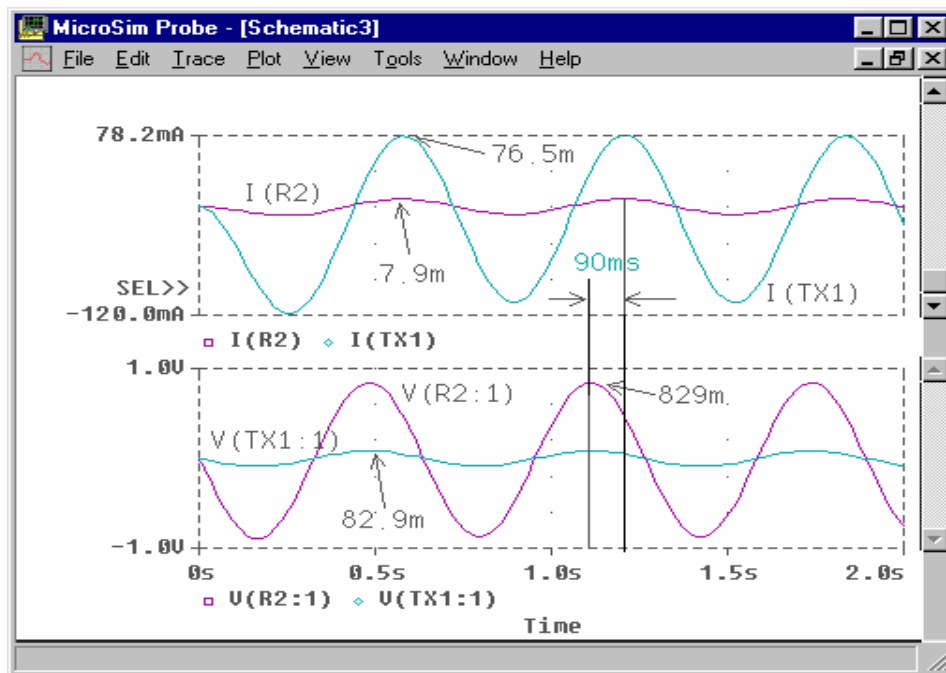 MicroSim Probe - [Schematic3]
File Edit Trace Plot View Tools Window Help
78.2mA
76.5m
I(R2)
7.9m
90ms
SEL>>
I(TX1)
-120.0mA
I(R2) I(TX1)
1.0V
V(R2:1)
829m
V(TX1:1)
82.9m
-1.0V
0s 0.5s 1.0s 1.5s 2.0s
V(R2:1) V(TX1:1)
Time